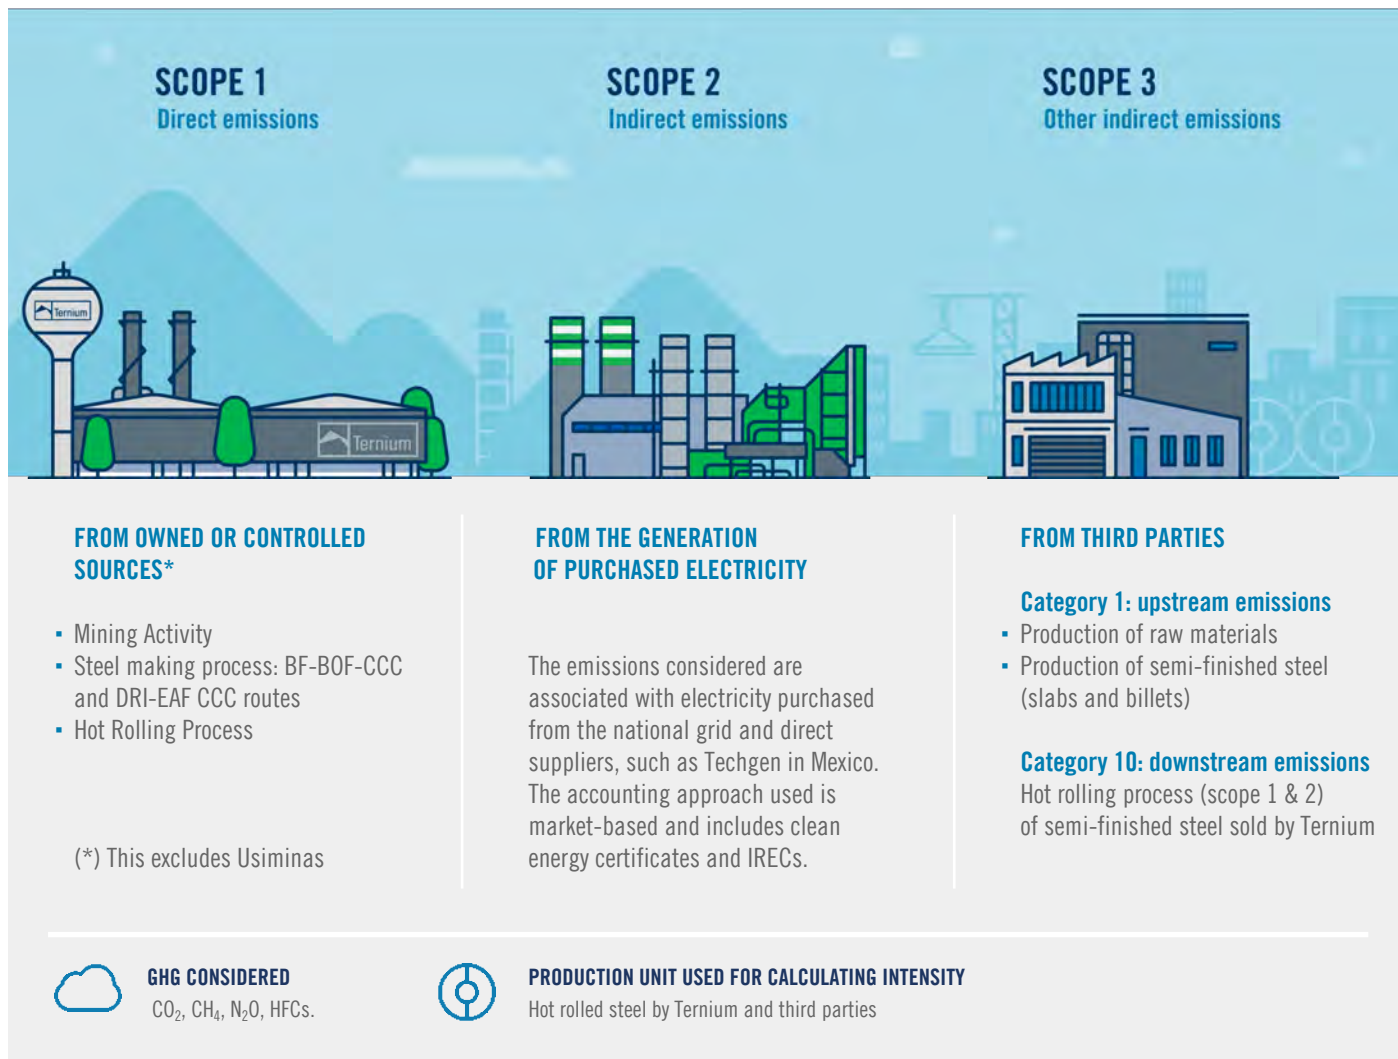 SCOPE 1
Direct emissions
SCOPE 2
Indirect emissions
SCOPE 3
Other indirect emissions
Ternium
Ternium
FROM OWNED OR CONTROLLED
SOURCES*
▪ Mining Activity
▪ Steel making process: BF-BOF-CCC
and DRI-EAF CCC routes
▪ Hot Rolling Process
(*) This excludes Usiminas
FROM THE GENERATION
OF PURCHASED ELECTRICITY
The emissions considered are
associated with electricity purchased
from the national grid and direct
suppliers, such as Techgen in Mexico.
The accounting approach used is
market-based and includes clean
energy certificates and IRECs.
FROM THIRD PARTIES
Category 1: upstream emissions
▪ Production of raw materials
▪ Production of semi-finished steel
(slabs and billets)
Category 10: downstream emissions
Hot rolling process (scope 1 & 2)
of semi-finished steel sold by Ternium
GHG CONSIDERED
CO₂, CH₄, N₂O, HFCs.
PRODUCTION UNIT USED FOR CALCULATING INTENSITY
Hot rolled steel by Ternium and third parties